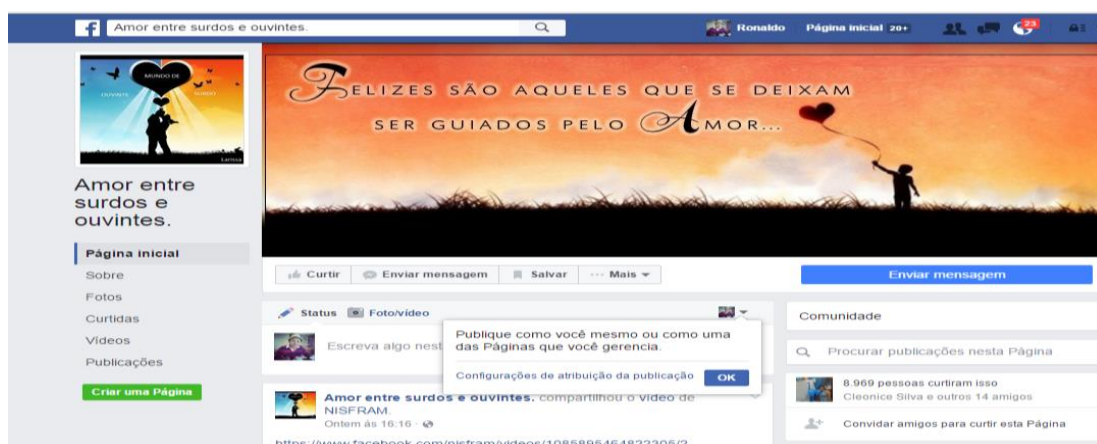 Amor entre surdos e ouvintes.
Ronaldo
Página inicial 20+
23
MUNDO DE
OUVINTE
SURDO
Larissa
FELIZES SÃO AQUELES QUE SE DEIXAM
SER GUIADOS PELO AMOR...
Amor entre
surdos e
ouvintes.
Página inicial
Sobre
Fotos
Curtidas
Vídeos
Publicações
Criar uma Página
Curtir
Enviar mensagem
Salvar
Mais
Enviar mensagem
Status
Foto/vídeo
Escreva algo nest
Publique como você mesmo ou como uma
das Páginas que você gerencia.
Configurações de atribuição da publicação
OK
Amor entre surdos e ouvintes. compartilhou o vídeo de
NISFRAM.
Ontem às 16:16
Comunidade
Procurar publicações nesta Página
8.969 pessoas curtiram isso
Cleonice Silva e outros 14 amigos
Convidar amigos para curtir esta Página